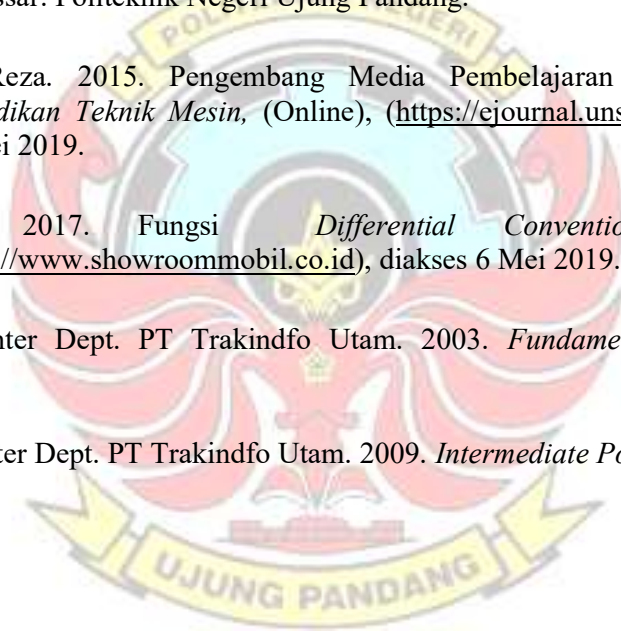 ssar: Politeknik Negeri Ujung Pandang.
POLITEKNIK NEGERI
Reza. 2015. Pengembang Media Pembelajaran
dikan Teknik Mesin, (Online), (https://ejournal.uns
ei 2019.
2017. Fungsi Differential Conventio
//www.showroommobil.co.id), diakses 6 Mei 2019.
nter Dept. PT Trakindfo Utam. 2003. Fundame
ter Dept. PT Trakindfo Utam. 2009. Intermediate Po
UJUNG PANDANG